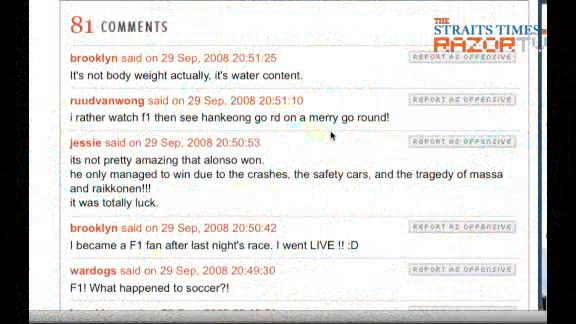 81 COMMENTS
THE
STRAITS TIMES
RAZORTV
brooklyn said on 29 Sep, 2008 20:51:25
REPORT AS OFFENSIVE
It's not body weight actually, it's water content.
ruudvanwong said on 29 Sep, 2008 20:51:10
REPORT AS OFFENSIVE
i rather watch f1 then see hankeong go rd on a merry go round!
jessie said on 29 Sep, 2008 20:50:53
REPORT AS OFFENSIVE
its not pretty amazing that alonso won.
he only managed to win due to the crashes, the safety cars, and the tragedy of massa
and raikkonen!!!
it was totally luck.
brooklyn said on 29 Sep, 2008 20:50:42
REPORT AS OFFENSIVE
I became a F1 fan after last night's race. I went LIVE !! :D
wardogs said on 29 Sep, 2008 20:49:30
REPORT AS OFFENSIVE
F1! What happened to soccer?!